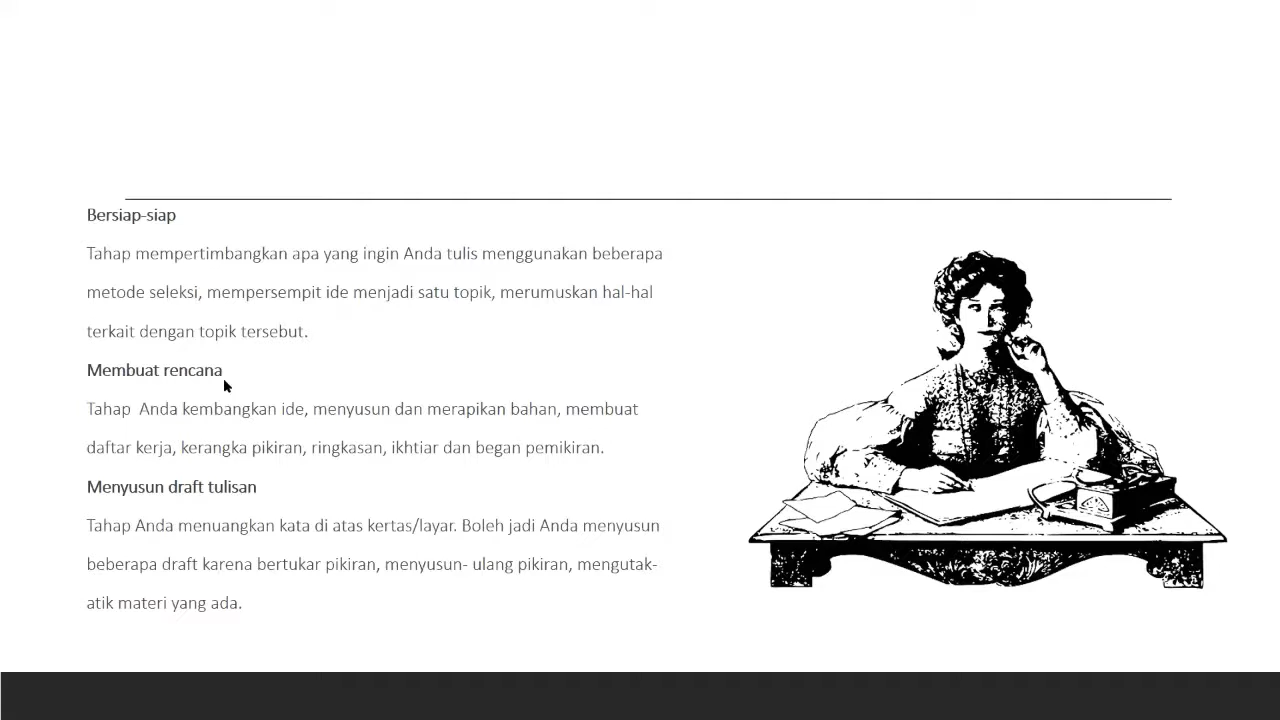 Bersiap-siap
Tahap mempertimbangkan apa yang ingin Anda tulis menggunakan beberapa
metode seleksi, mempersempit ide menjadi satu topik, merumuskan hal-hal
terkait dengan topik tersebut.
Membuat rencana
Tahap  Anda kembangkan ide, menyusun dan merapikan bahan, membuat
daftar kerja, kerangka pikiran, ringkasan, ikhtiar dan began pemikiran.
Menyusun draft tulisan
Tahap Anda menuangkan kata di atas kertas/layar. Boleh jadi Anda menyusun
beberapa draft karena bertukar pikiran, menyusun- ulang pikiran, mengutak-
atik materi yang ada.